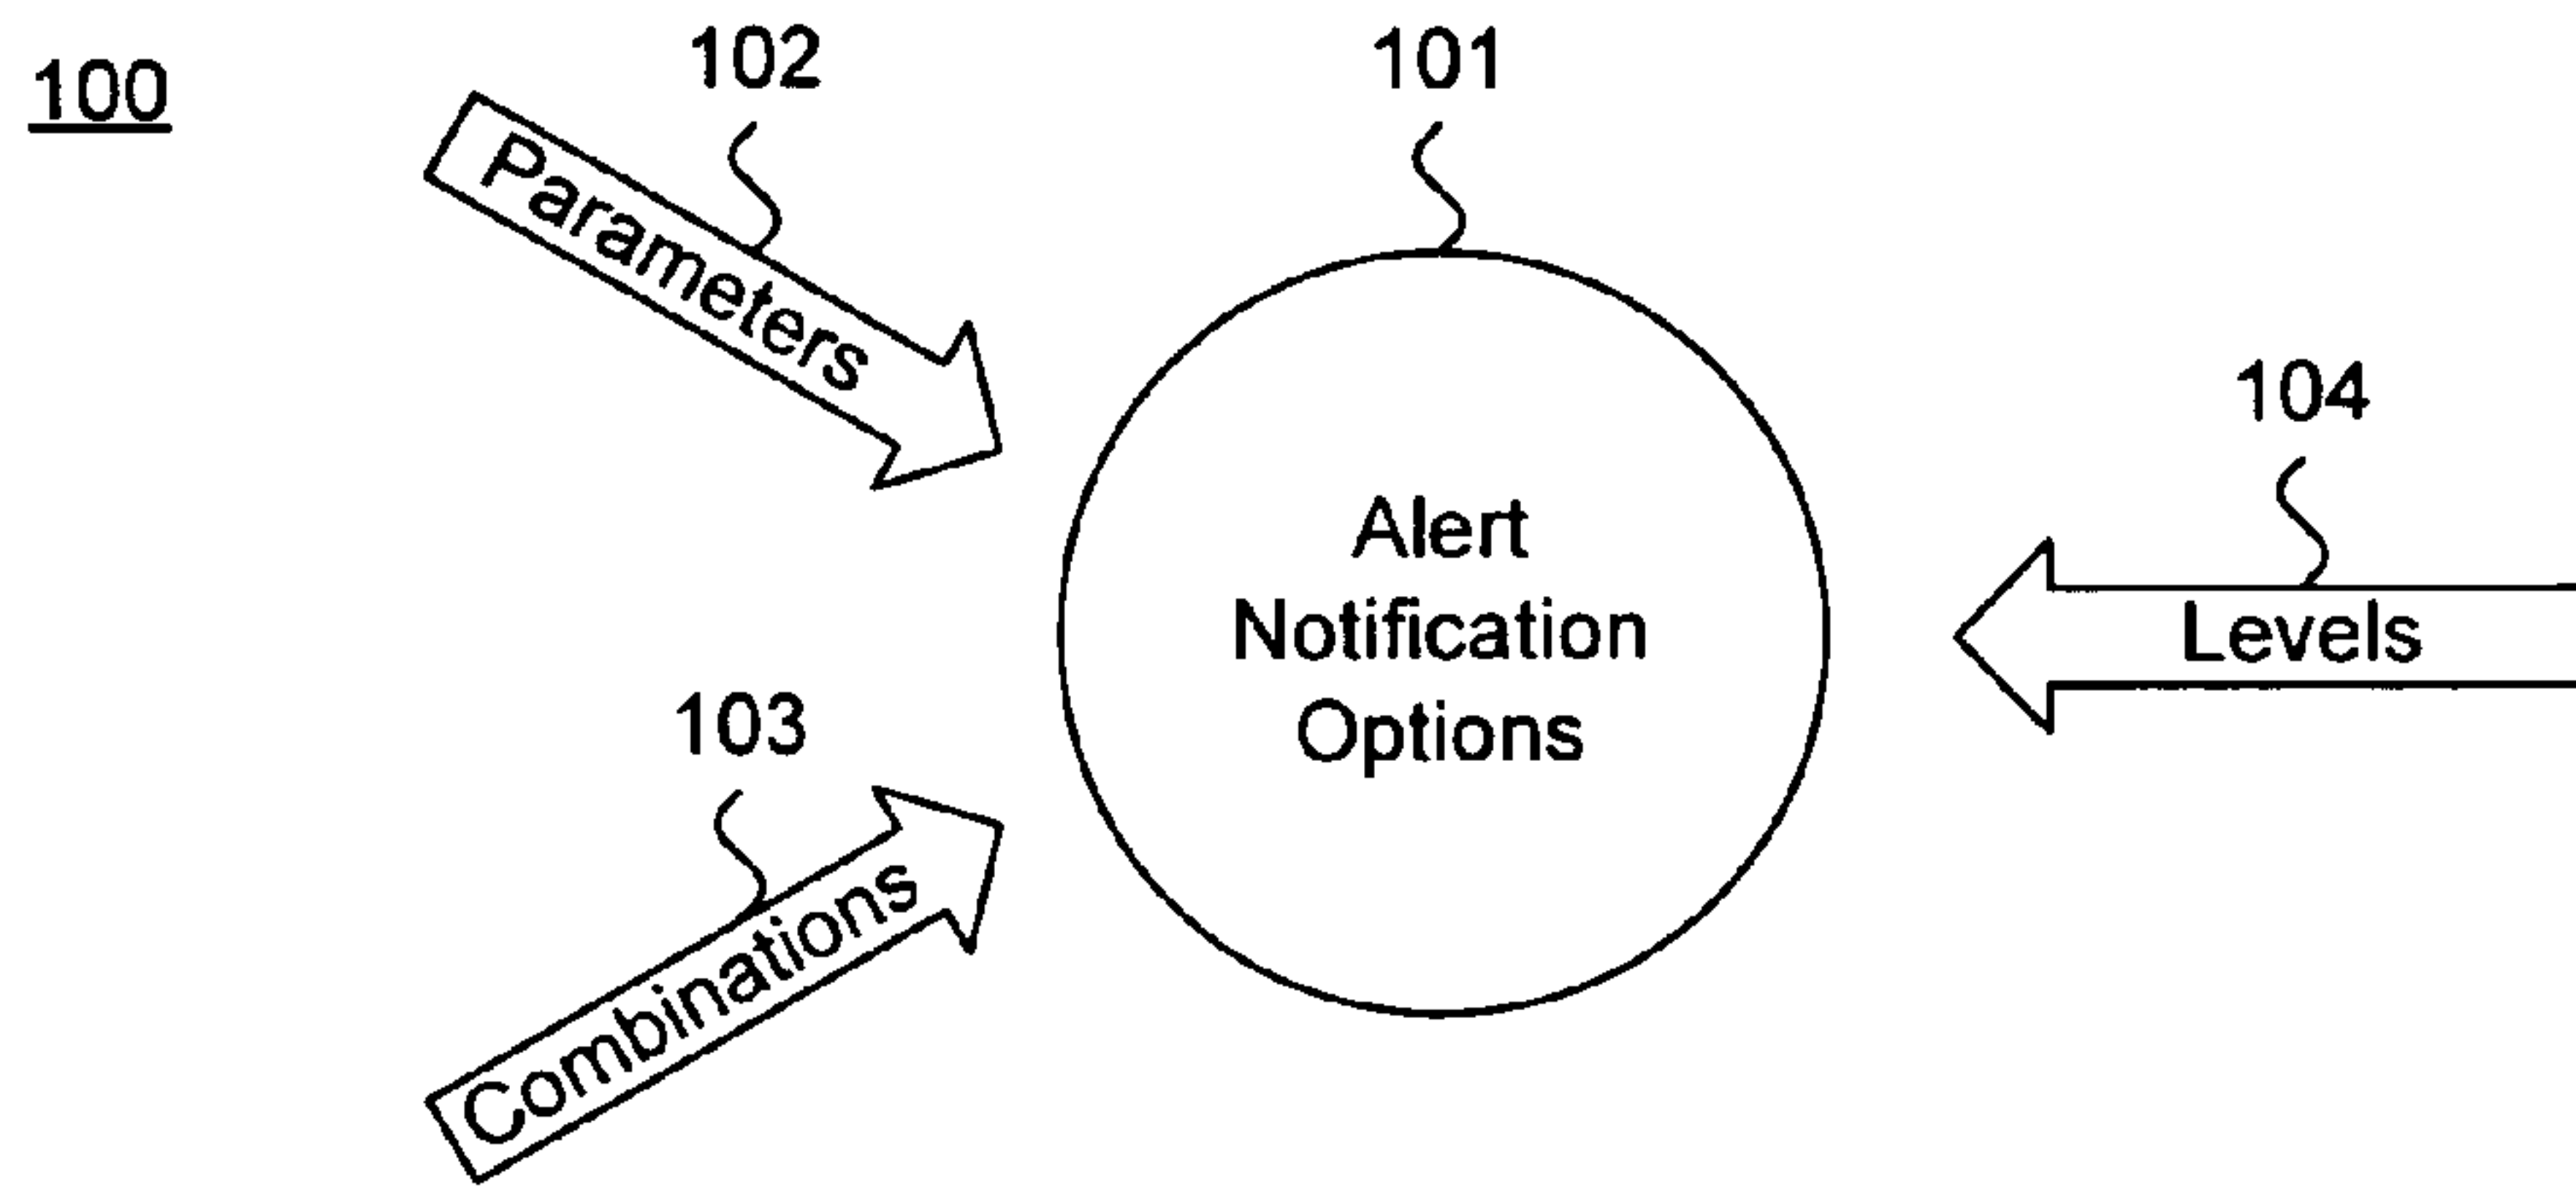 100
102
101
Parameters
104
Alert
Notification
Options
Levels
103
Combinations